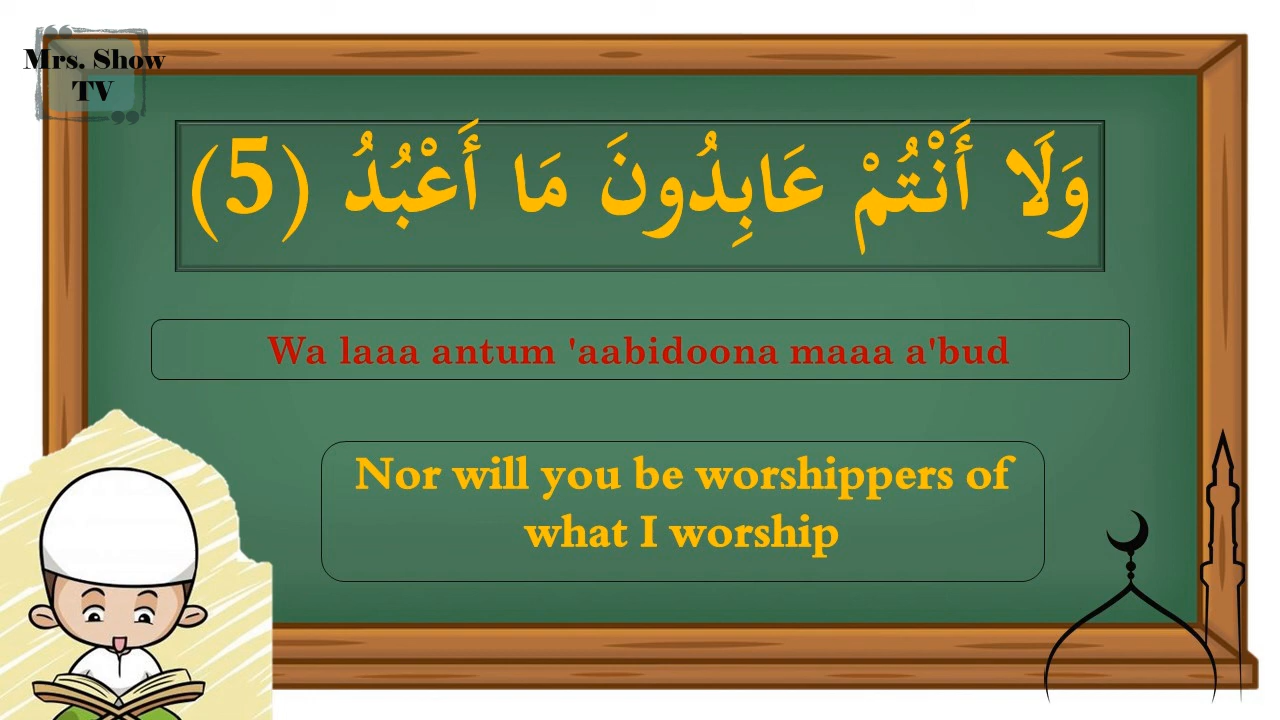 Mrs. Show
TV
وَلَا أَنْتُمْ عَابِدُونَ مَا أَعْبُدُ (5)
Wa laaa antum 'aabidoona maaa a'bud
Nor will you be worshippers of
what I worship